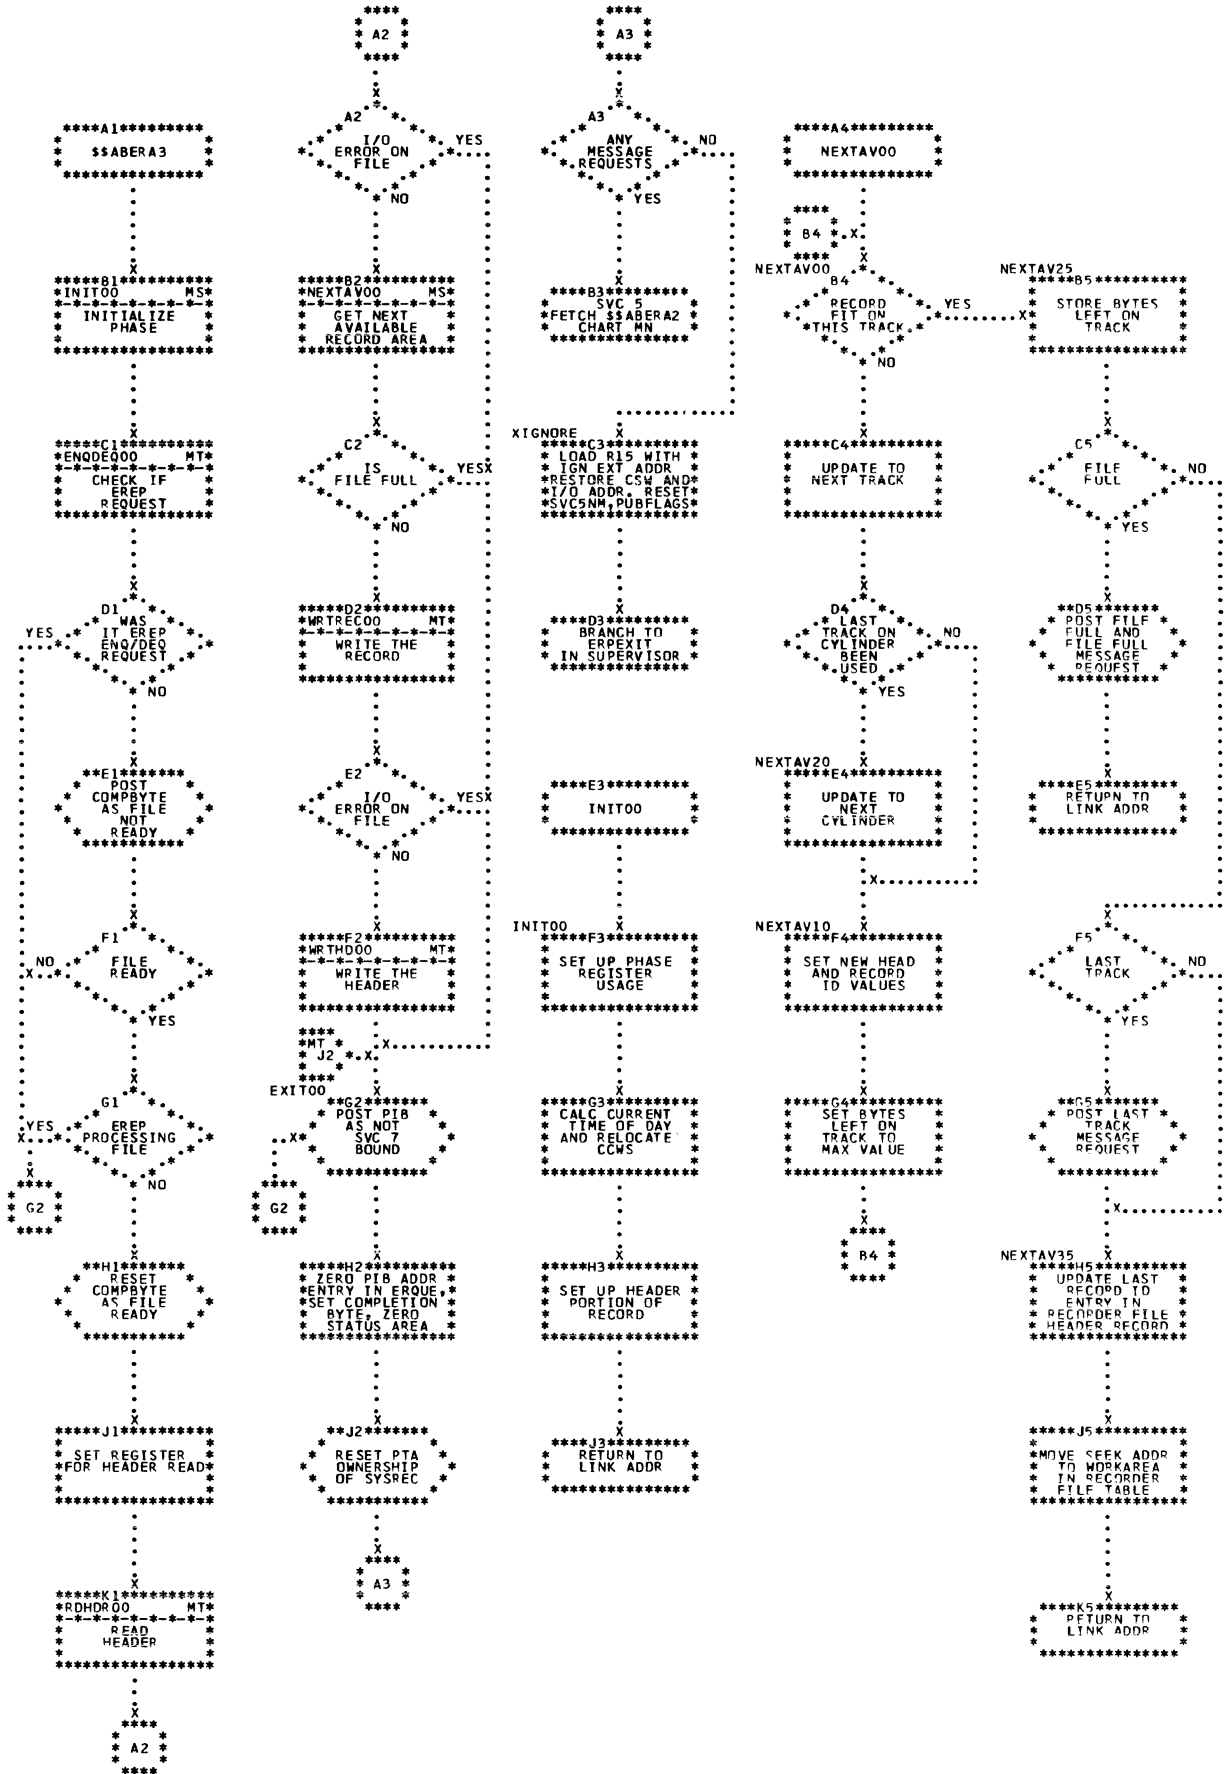 A2
A3
A1
$$ABERA3
B1
INIT00 MS
INITIALIZE
PHASE
C1
ENQDEQ00 MT
CHECK IF
EREP
REQUEST
D1
WAS
IT EREP
ENQ/DEQ
REQUEST
YES
NO
E1
POST
COMPBYTE
AS FILE
NOT
READY
F1
FILE
READY
NO
YES
G1
EREP
PROCESSING
FILE
YES
NO
G2
H1
RESET
COMPBYTE
AS FILE
READY
J1
SET REGISTER
FOR HEADER READ
K1
RDHDR00 MT
READ
HEADER
A2
A2
I/O
ERROR ON
FILE
YES
NO
B2
NEXTAV00 MS
GET NEXT
AVAILABLE
RECORD AREA
C2
IS
FILE FULL
YES
NO
D2
WRTREC00 MT
WRITE THE
RECORD
E2
I/O
ERROR ON
FILE
YES
NO
F2
WRTHD00 MT
WRITE THE
HEADER
MT
J2
EXIT00
G2
POST PIB
AS NOT
SVC 7
BOUND
G2
H2
ZERO PIB ADDR
ENTRY IN ERQUE,
SET COMPLETION
BYTE, ZERO
STATUS AREA
J2
RESET PTA
OWNERSHIP
OF SYSREC
A3
A3
ANY
MESSAGE
REQUESTS
NO
YES
B3
SVC 5
FETCH $$ABERA2
CHART MN
XIGNORE
C3
LOAD R15 WITH
IGN EXT ADDR
RESTORE CSW AND
I/O ADDR. RESET
SVC5NM,PUBFLAGS
D3
BRANCH TO
ERPEXIT
IN SUPERVISOR
E3
INIT00
INIT00
F3
SET UP PHASE
REGISTER
USAGE
G3
CALC CURRENT
TIME OF DAY
AND RELOCATE
CCWS
H3
SET UP HEADER
PORTION OF
RECORD
J3
RETURN TO
LINK ADDR
A4
NEXTAV00
B4
NEXTAV00
B4
RECORD
FIT ON
THIS TRACK
YES
NO
C4
UPDATE TO
NEXT TRACK
D4
LAST
TRACK ON
CYLINDER
BEEN
USED
NO
YES
NEXTAV20
E4
UPDATE TO
NEXT
CYLINDER
NEXTAV10
F4
SET NEW HEAD
AND RECORD
ID VALUES
G4
SET BYTES
LEFT ON
TRACK TO
MAX VALUE
B4
NEXTAV25
B5
STORE BYTES
LEFT ON
TRACK
C5
FILE
FULL
NO
YES
D5
POST FILE
FULL AND
FILE FULL
MESSAGE
REQUEST
E5
RETURN TO
LINK ADDR
F5
LAST
TRACK
NO
YES
G5
POST LAST
TRACK
MESSAGE
REQUEST
NEXTAV35
H5
UPDATE LAST
RECORD ID
ENTRY IN
RECORDER FILE
HEADER RECORD
J5
MOVE SEEK ADDR
TO WORKAREA
IN RECORDER
FILE TABLE
K5
RETURN TO
LINK ADDR